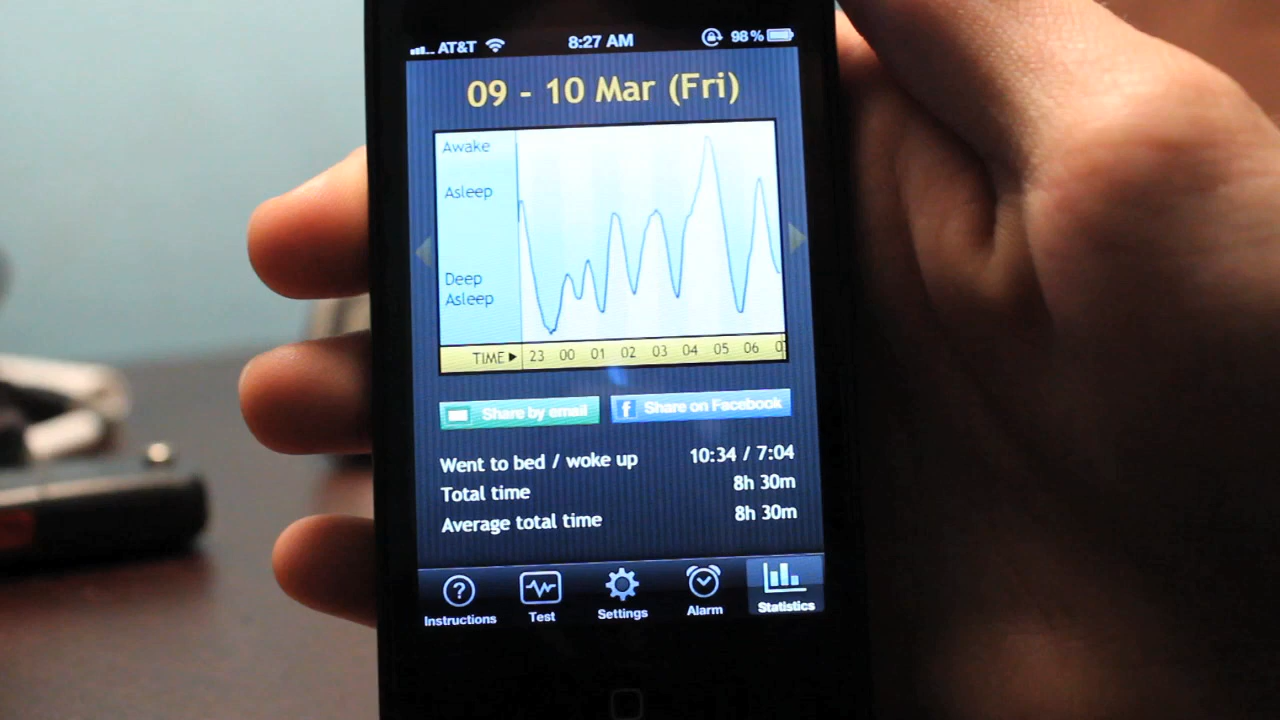 AT&T 8:27 AM 98%
09 - 10 Mar (Fri)
Awake
Asleep
Deep
Asleep
TIME 23 00 01 02 03 04 05 06
Share by email f Share on Facebook
Went to bed / woke up 10:34 / 7:04
Total time 8h 30m
Average total time 8h 30m
?
Instructions Test Settings Alarm Statistics